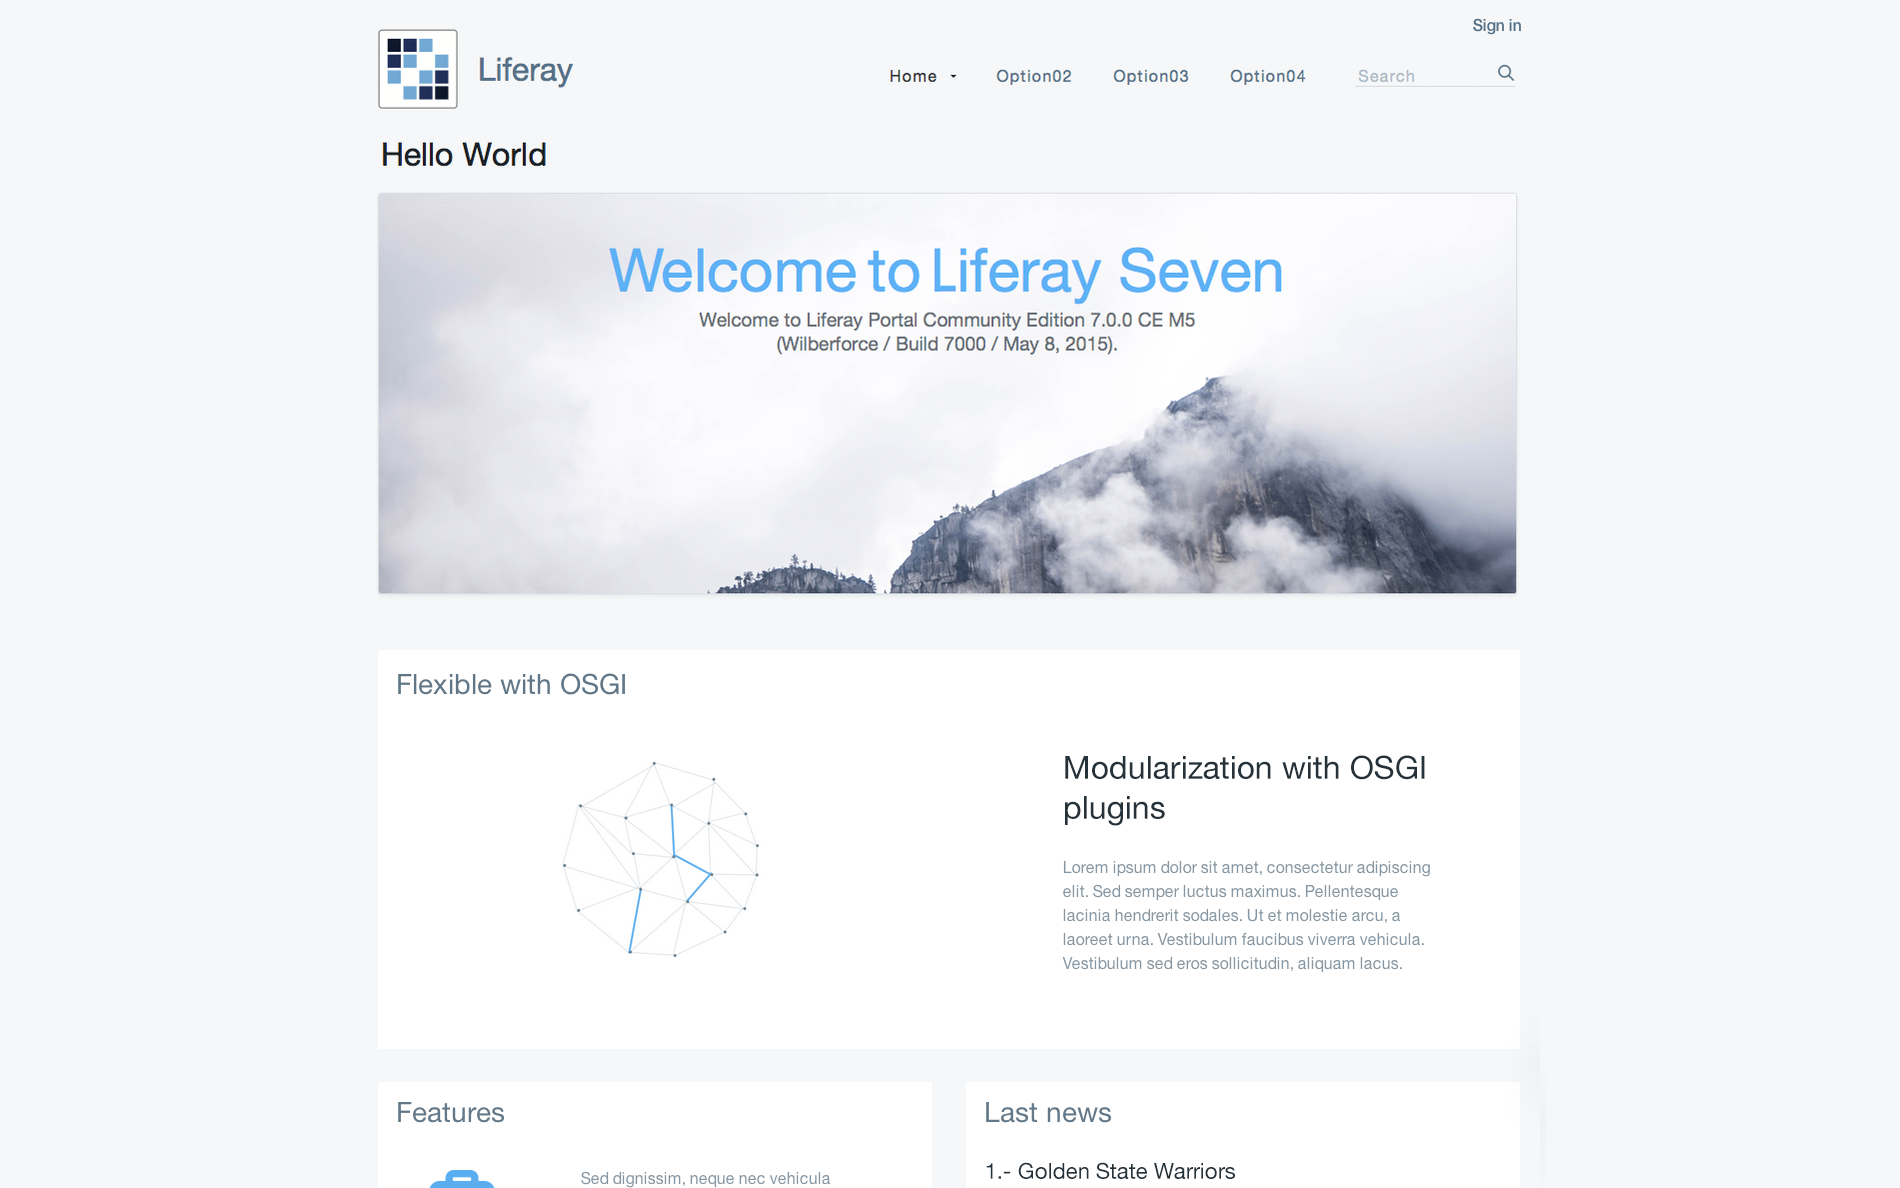 Sign in
Liferay
Home
Option02
Option03
Option04
Search
Hello World
Welcome to Liferay Seven
Welcome to Liferay Portal Community Edition 7.0.0 CE M5
(Wilberforce / Build 7000 / May 8, 2015).
Flexible with OSGI
Modularization with OSGI
plugins
Lorem ipsum dolor sit amet, consectetur adipiscing
elit. Sed semper luctus maximus. Pellentesque
lacinia hendrerit sodales. Ut et molestie arcu, a
laoreet urna. Vestibulum faucibus viverra vehicula.
Vestibulum sed eros sollicitudin, aliquam lacus.
Features
Sed dignissim, neque nec vehicula
Last news
1.- Golden State Warriors